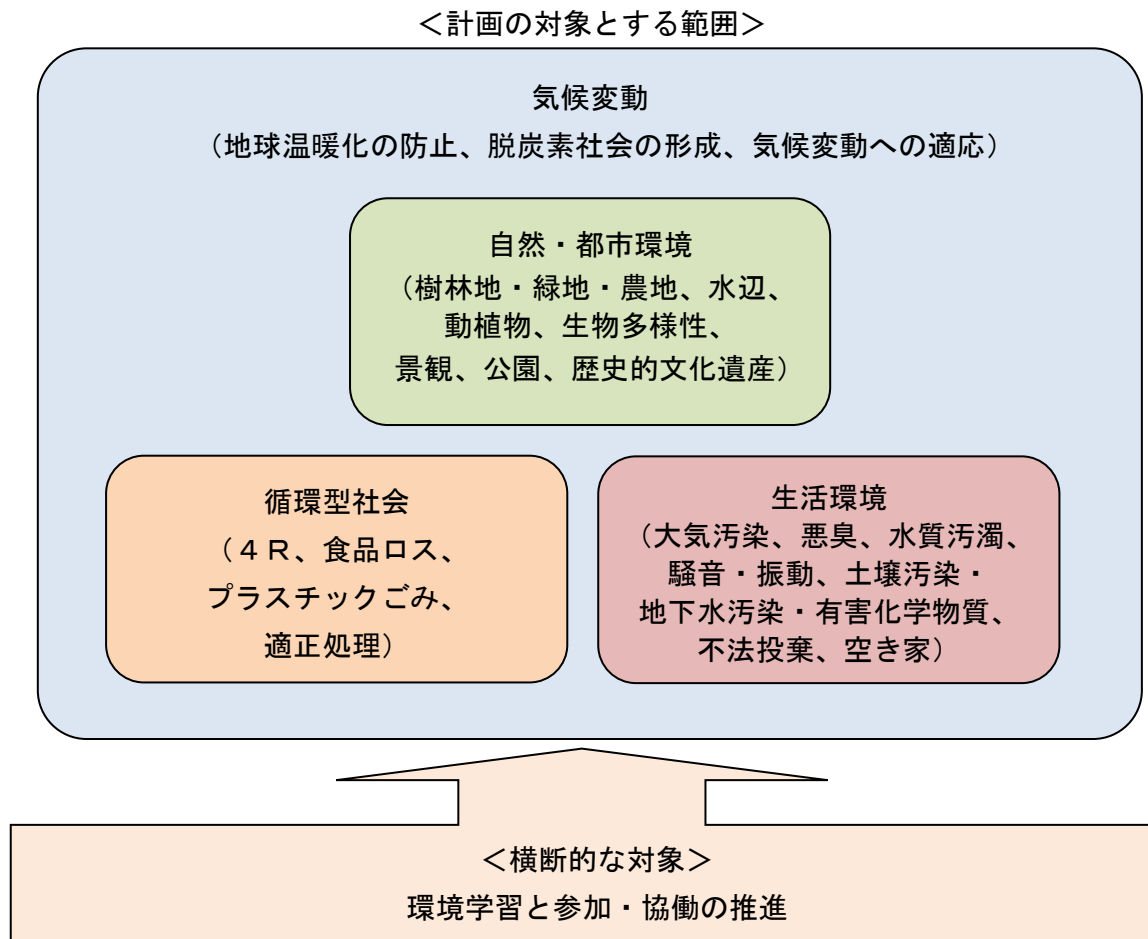 ＜計画の対象とする範囲＞
気候変動
（地球温暖化の防止、脱炭素社会の形成、気候変動への適応）
自然・都市環境
（樹林地・緑地・農地、水辺、
動植物、生物多様性、
景観、公園、歴史的文化遺産）
循環型社会
（４Ｒ、食品ロス、
プラスチックごみ、
適正処理）
生活環境
（大気汚染、悪臭、水質汚濁、
騒音・振動、土壌汚染・
地下水汚染・有害化学物質、
不法投棄、空き家）
＜横断的な対象＞
環境学習と参加・協働の推進